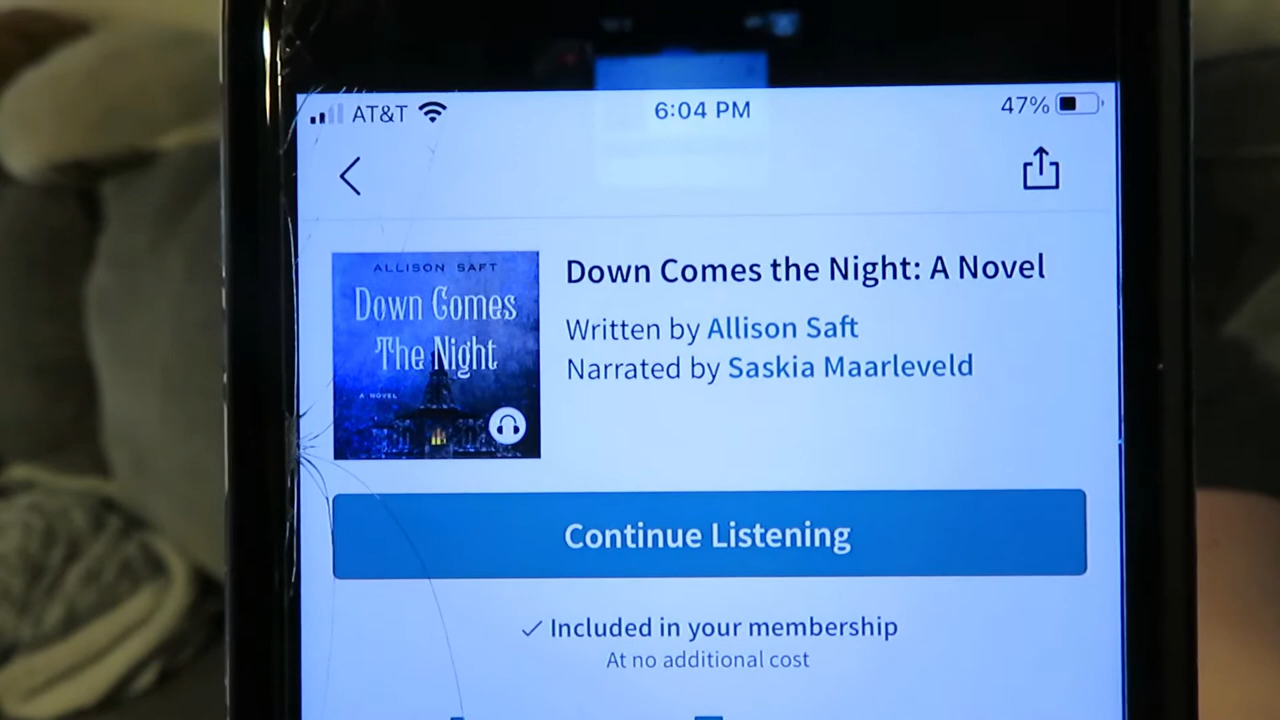 AT&T 6:04 PM 47%
ALLISON SAFT
Down Comes
The Night
A NOVEL
Down Comes the Night: A Novel
Written by Allison Saft
Narrated by Saskia Maarleveld
Continue Listening
✓ Included in your membership
At no additional cost